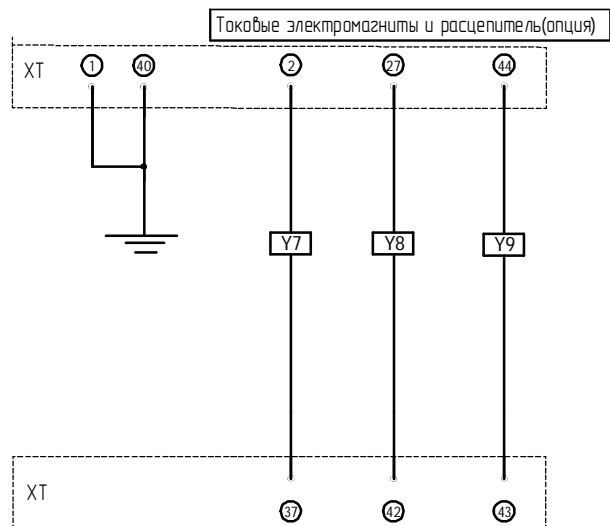 Токовые электромагниты и расцепитель(опция)
XT 1 40 2 27 44
Y7 Y8 Y9
XT
37 42 43